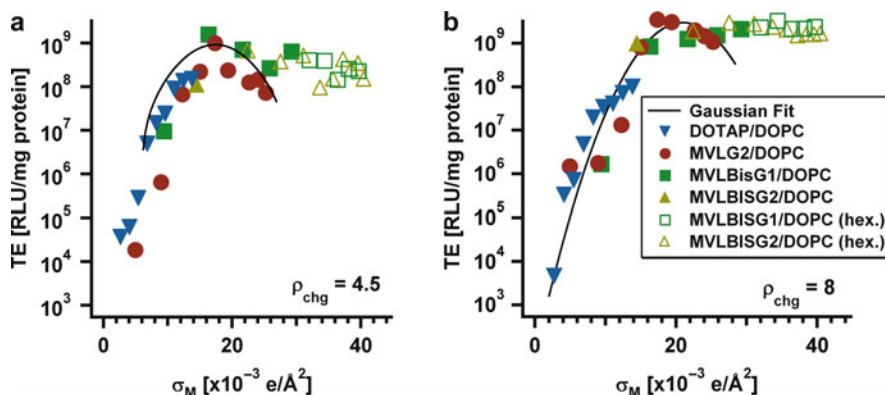 a
TE [RLU/mg protein]
10⁹
10⁸
10⁷
10⁶
10⁵
10⁴
10³
ρchg = 4.5
0
20
40
σM [x10⁻³ e/Å²]
b
TE [RLU/mg protein]
10⁹
10⁸
10⁷
10⁶
10⁵
10⁴
10³
Gaussian Fit
DOTAP/DOPC
MVLG2/DOPC
MVLBisG1/DOPC
MVLBISG2/DOPC
MVLBISG1/DOPC (hex.)
MVLBISG2/DOPC (hex.)
ρchg = 8
0
20
40
σM [x10⁻³ e/Å²]